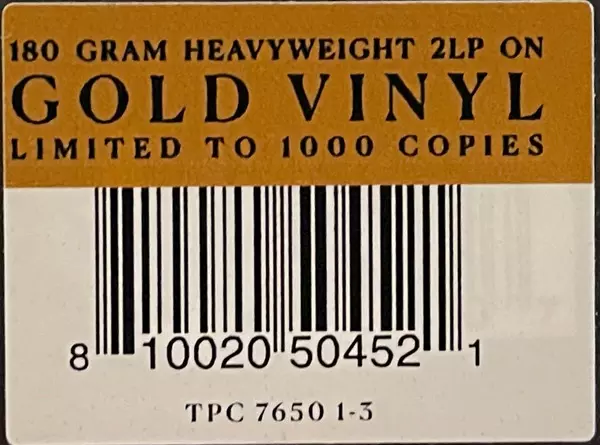 180 GRAM HEAVYWEIGHT 2LP ON
GOLD VINYL
LIMITED TO 1000 COPIES
8 10020 50452 1
TPC 7650 1-3